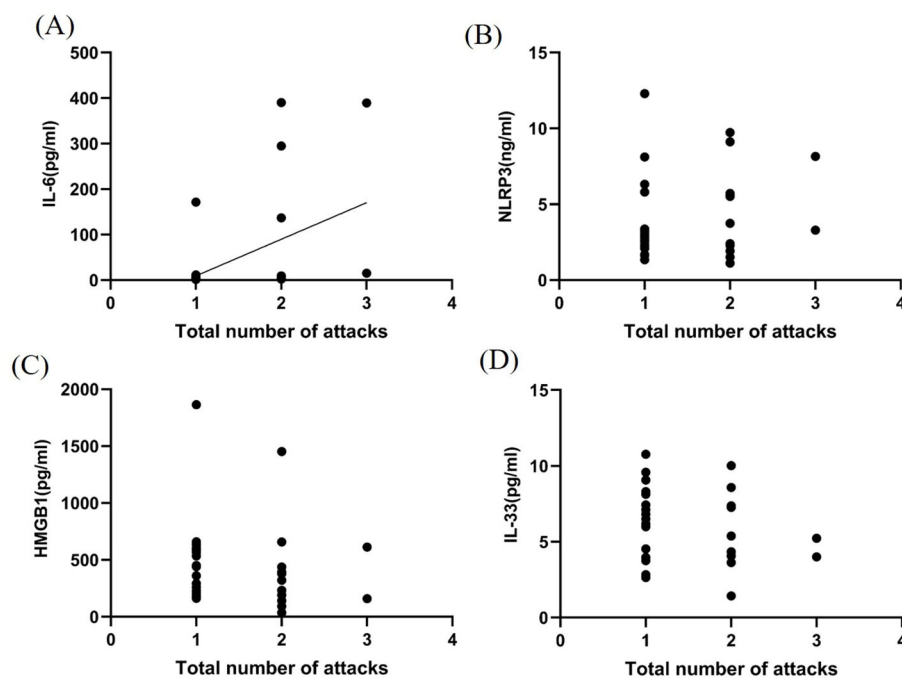 (A)
500
400
300
200
100
0
IL-6(pg/ml)
0 1 2 3 4
Total number of attacks
(B)
15
10
5
0
NLRP3(ng/ml)
0 1 2 3 4
Total number of attacks
(C)
2000
1500
1000
500
0
HMGB1(pg/ml)
0 1 2 3 4
Total number of attacks
(D)
15
10
5
0
IL-33(pg/ml)
0 1 2 3 4
Total number of attacks